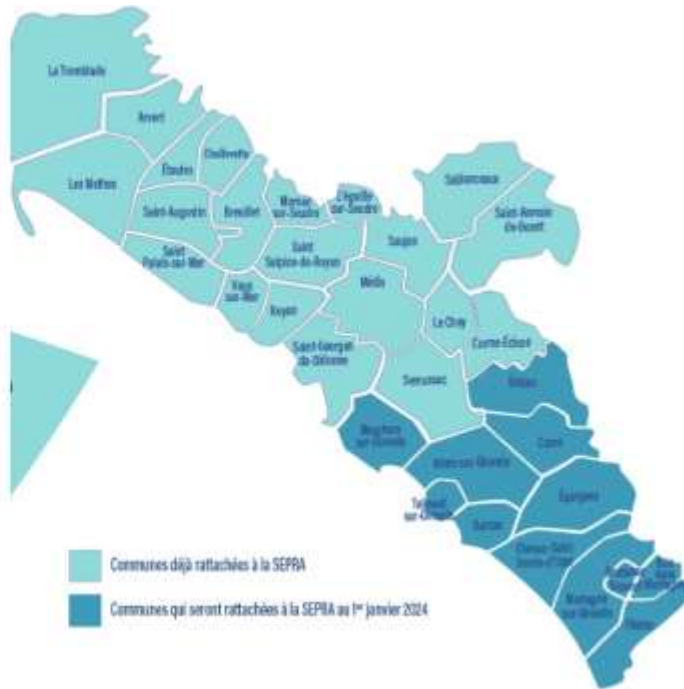 La Tremblade
Arvert
Chaillevette
Étaules
Les Mathes
Saint-Augustin
Breuillet
Mornac
sur-Seudre
L'Éguille
sur-Seudre
Sablonceaux
Saint-Romain
de-Benet
Saint
Palais-sur-Mer
Saint
Sulpice-de-Royan
Saujon
Vaux
sur-Mer
Royan
Médis
Le Chay
Saint-Georges
de-Didonne
Corme-Écluse
Semussac
Meschers
sur-Gironde
Cozes
Arces-sur-Gironde
Talmont
sur-Gironde
Barzan
Épargnes
Chenac-Saint
Mortagne
sur-Gironde
Floirac
Communes déjà rattachées à la SEPRA
Communes qui seront rattachées à la SEPRA au 1er janvier 2024